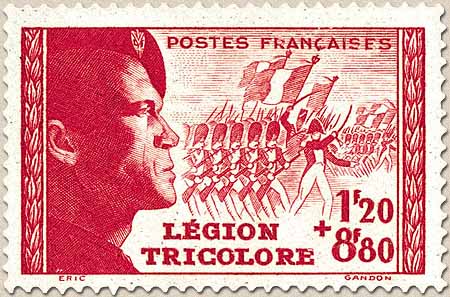 POSTES FRANÇAISES
1F20
+8F80
LÉGION
TRICOLORE
ERIC
GANDON